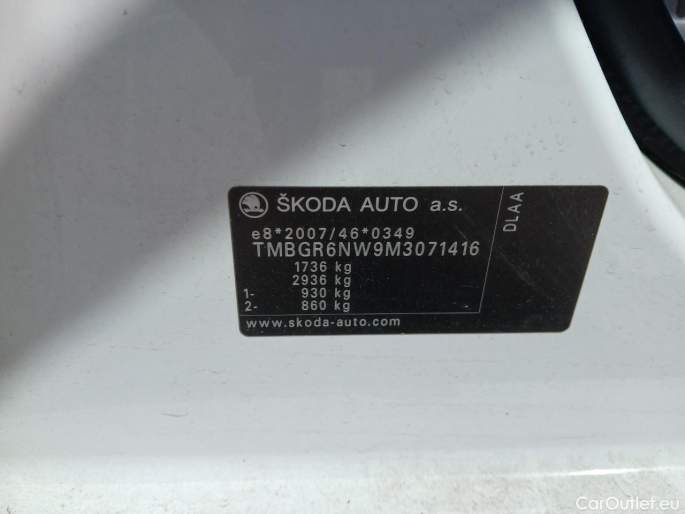 ŠKODA AUTO a.s.
DLAA
e8*2007/46*0349
TMBGR6NW9M3071416
1736 kg
2936 kg
1- 930 kg
2- 860 kg
www.skoda-auto.com
CarOutlet.eu